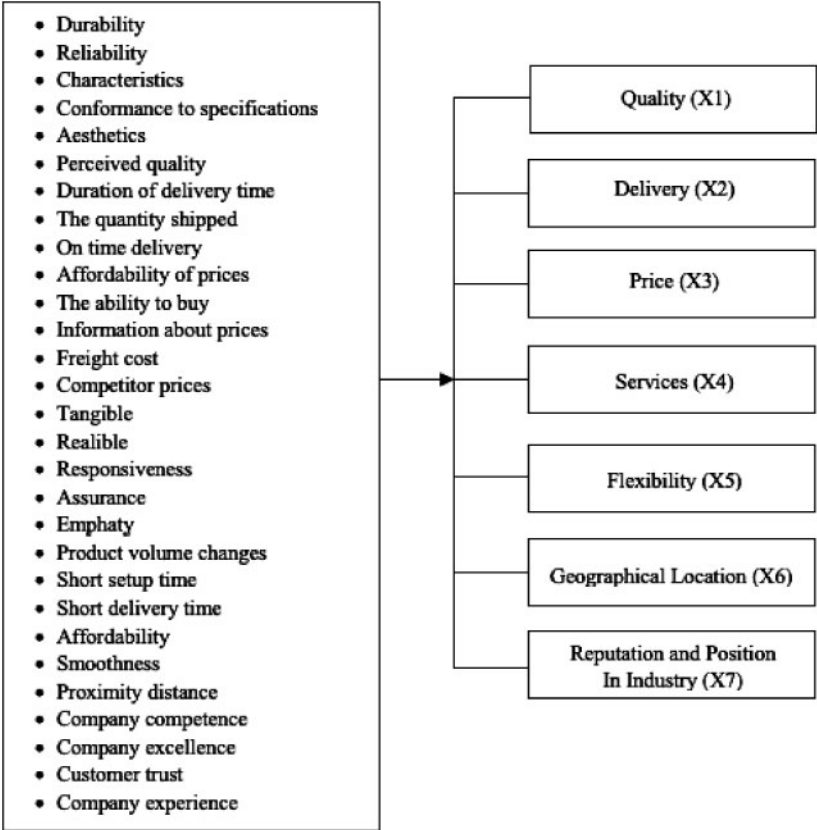 • Durability
• Reliability
• Characteristics
• Conformance to specifications
• Aesthetics
• Perceived quality
• Duration of delivery time
• The quantity shipped
• On time delivery
• Affordability of prices
• The ability to buy
• Information about prices
• Freight cost
• Competitor prices
• Tangible
• Realible
• Responsiveness
• Assurance
• Emphaty
• Product volume changes
• Short setup time
• Short delivery time
• Affordability
• Smoothness
• Proximity distance
• Company competence
• Company excellence
• Customer trust
• Company experience
Quality (X1)
Delivery (X2)
Price (X3)
Services (X4)
Flexibility (X5)
Geographical Location (X6)
Reputation and Position
In Industry (X7)